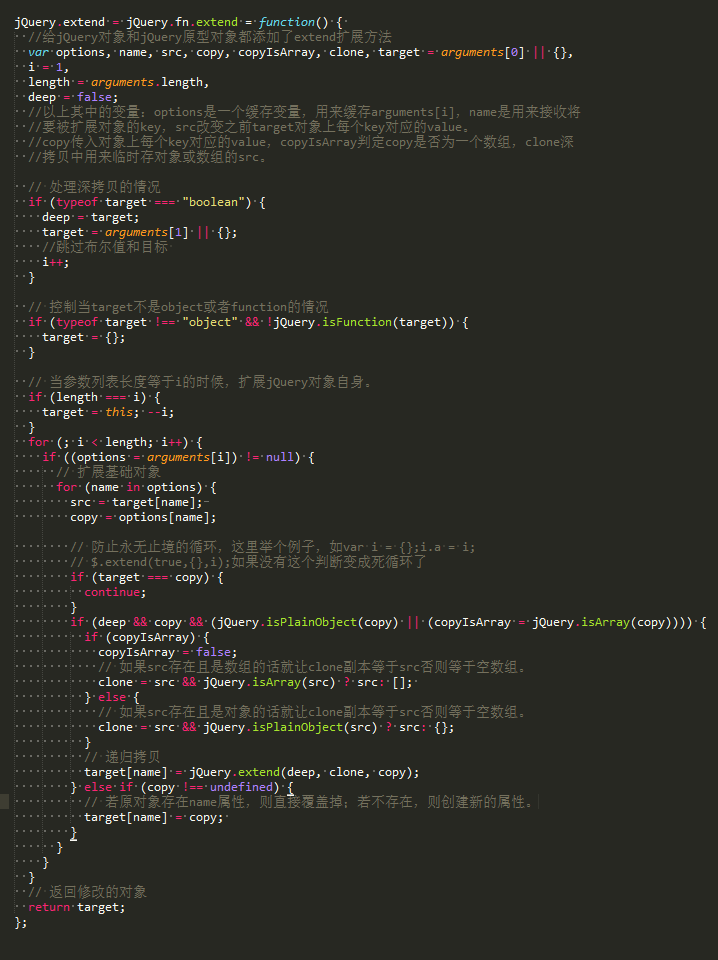 jQuery.extend = jQuery.fn.extend = function() {
  //给jQuery对象和jQuery原型对象都添加了extend扩展方法
  var options, name, src, copy, copyIsArray, clone, target = arguments[0] || {},
  i = 1,
  length = arguments.length,
  deep = false;
  //以上其中的变量：options是一个缓存变量，用来缓存arguments[i]，name是用来接收将
  //要被扩展对象的key，src改变之前target对象上每个key对应的value。
  //copy传入对象上每个key对应的value，copyIsArray判定copy是否为一个数组，clone深
  //拷贝中用来临时存对象或数组的src。
  // 处理深拷贝的情况
  if (typeof target === "boolean") {
    deep = target;
    target = arguments[1] || {};
    //跳过布尔值和目标
    i++;
  }
  // 控制当target不是object或者function的情况
  if (typeof target !== "object" && !jQuery.isFunction(target)) {
    target = {};
  }
  // 当参数列表长度等于i的时候，扩展jQuery对象自身。
  if (length === i) {
    target = this; --i;
  }
  for (; i < length; i++) {
    if ((options = arguments[i]) != null) {
      // 扩展基础对象
      for (name in options) {
        src = target[name];
        copy = options[name];
        // 防止永无止境的循环，这里举个例子，如var i = {};i.a = i;
        // $.extend(true,{},i);如果没有这个判断变成死循环了
        if (target === copy) {
          continue;
        }
        if (deep && copy && (jQuery.isPlainObject(copy) || (copyIsArray = jQuery.isArray(copy)))) {
          if (copyIsArray) {
            copyIsArray = false;
            // 如果src存在且是数组的话就让clone副本等于src否则等于空数组。
            clone = src && jQuery.isArray(src) ? src: [];
          } else {
            // 如果src存在且是对象的话就让clone副本等于src否则等于空数组。
            clone = src && jQuery.isPlainObject(src) ? src: {};
          }
          // 递归拷贝
          target[name] = jQuery.extend(deep, clone, copy);
        } else if (copy !== undefined) {
          // 若原对象存在name属性，则直接覆盖掉；若不存在，则创建新的属性。
          target[name] = copy;
        }
      }
    }
  }
  // 返回修改的对象
  return target;
};